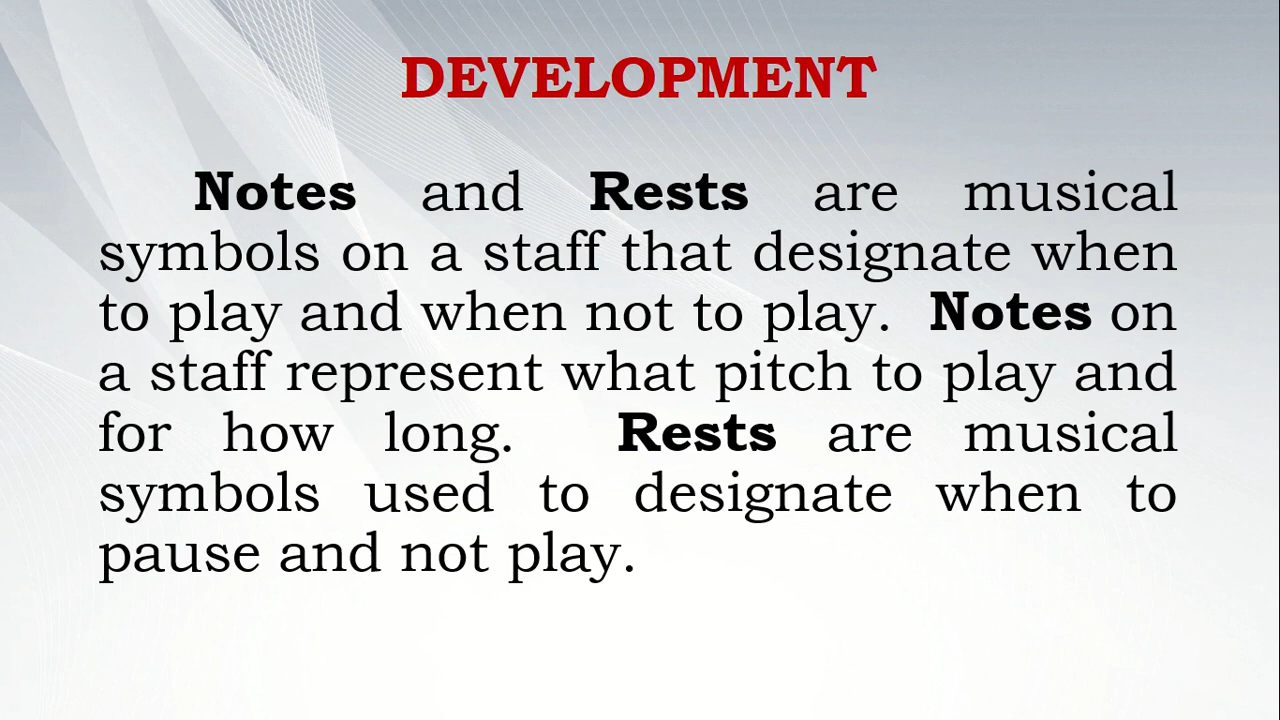 DEVELOPMENT
Notes and Rests are musical
symbols on a staff that designate when
to play and when not to play. Notes on
a staff represent what pitch to play and
for how long. Rests are musical
symbols used to designate when to
pause and not play.